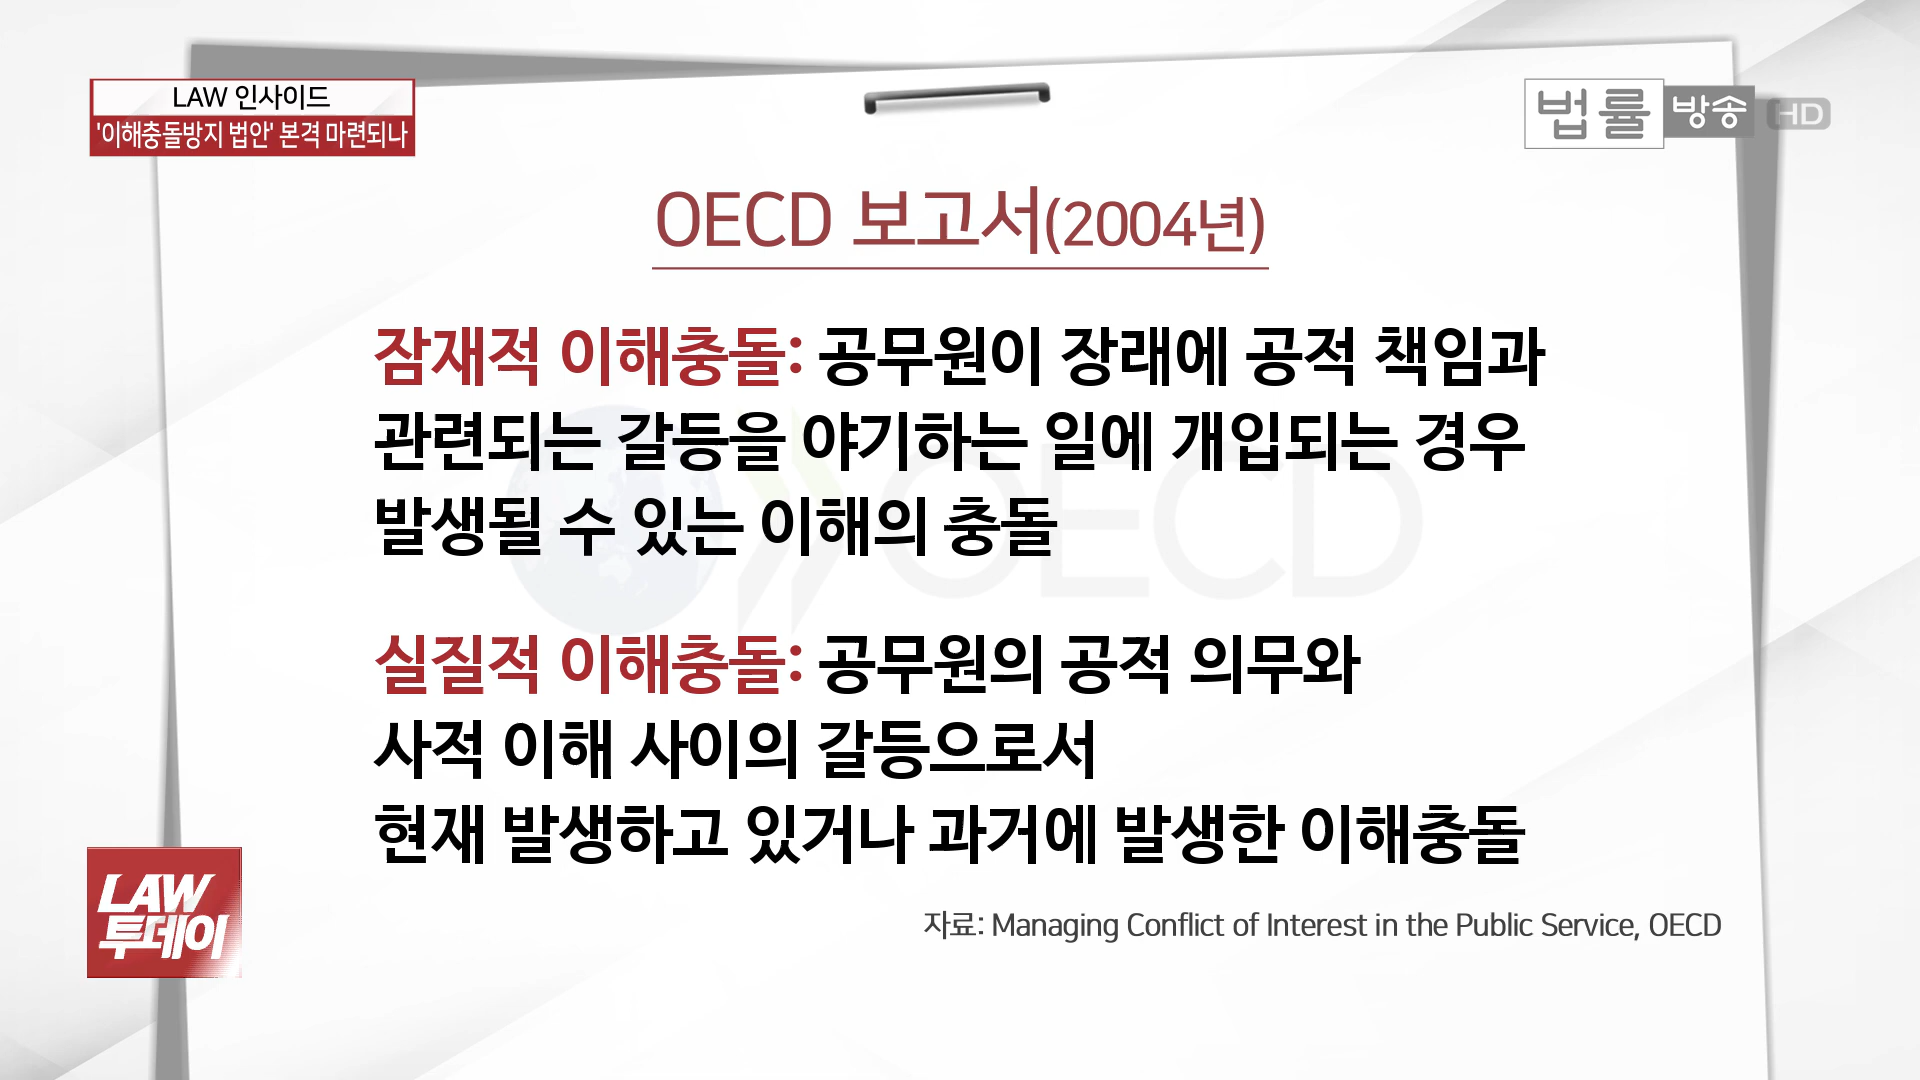 LAW 인사이드
'이해충돌방지 법안' 본격 마련되나
법률방송 HD
OECD 보고서(2004년)
잠재적 이해충돌: 공무원이 장래에 공적 책임과
관련되는 갈등을 야기하는 일에 개입되는 경우
발생될 수 있는 이해의 충돌
OECD
실질적 이해충돌: 공무원의 공적 의무와
사적 이해 사이의 갈등으로서
현재 발생하고 있거나 과거에 발생한 이해충돌
LAW
투데이
자료: Managing Conflict of Interest in the Public Service, OECD